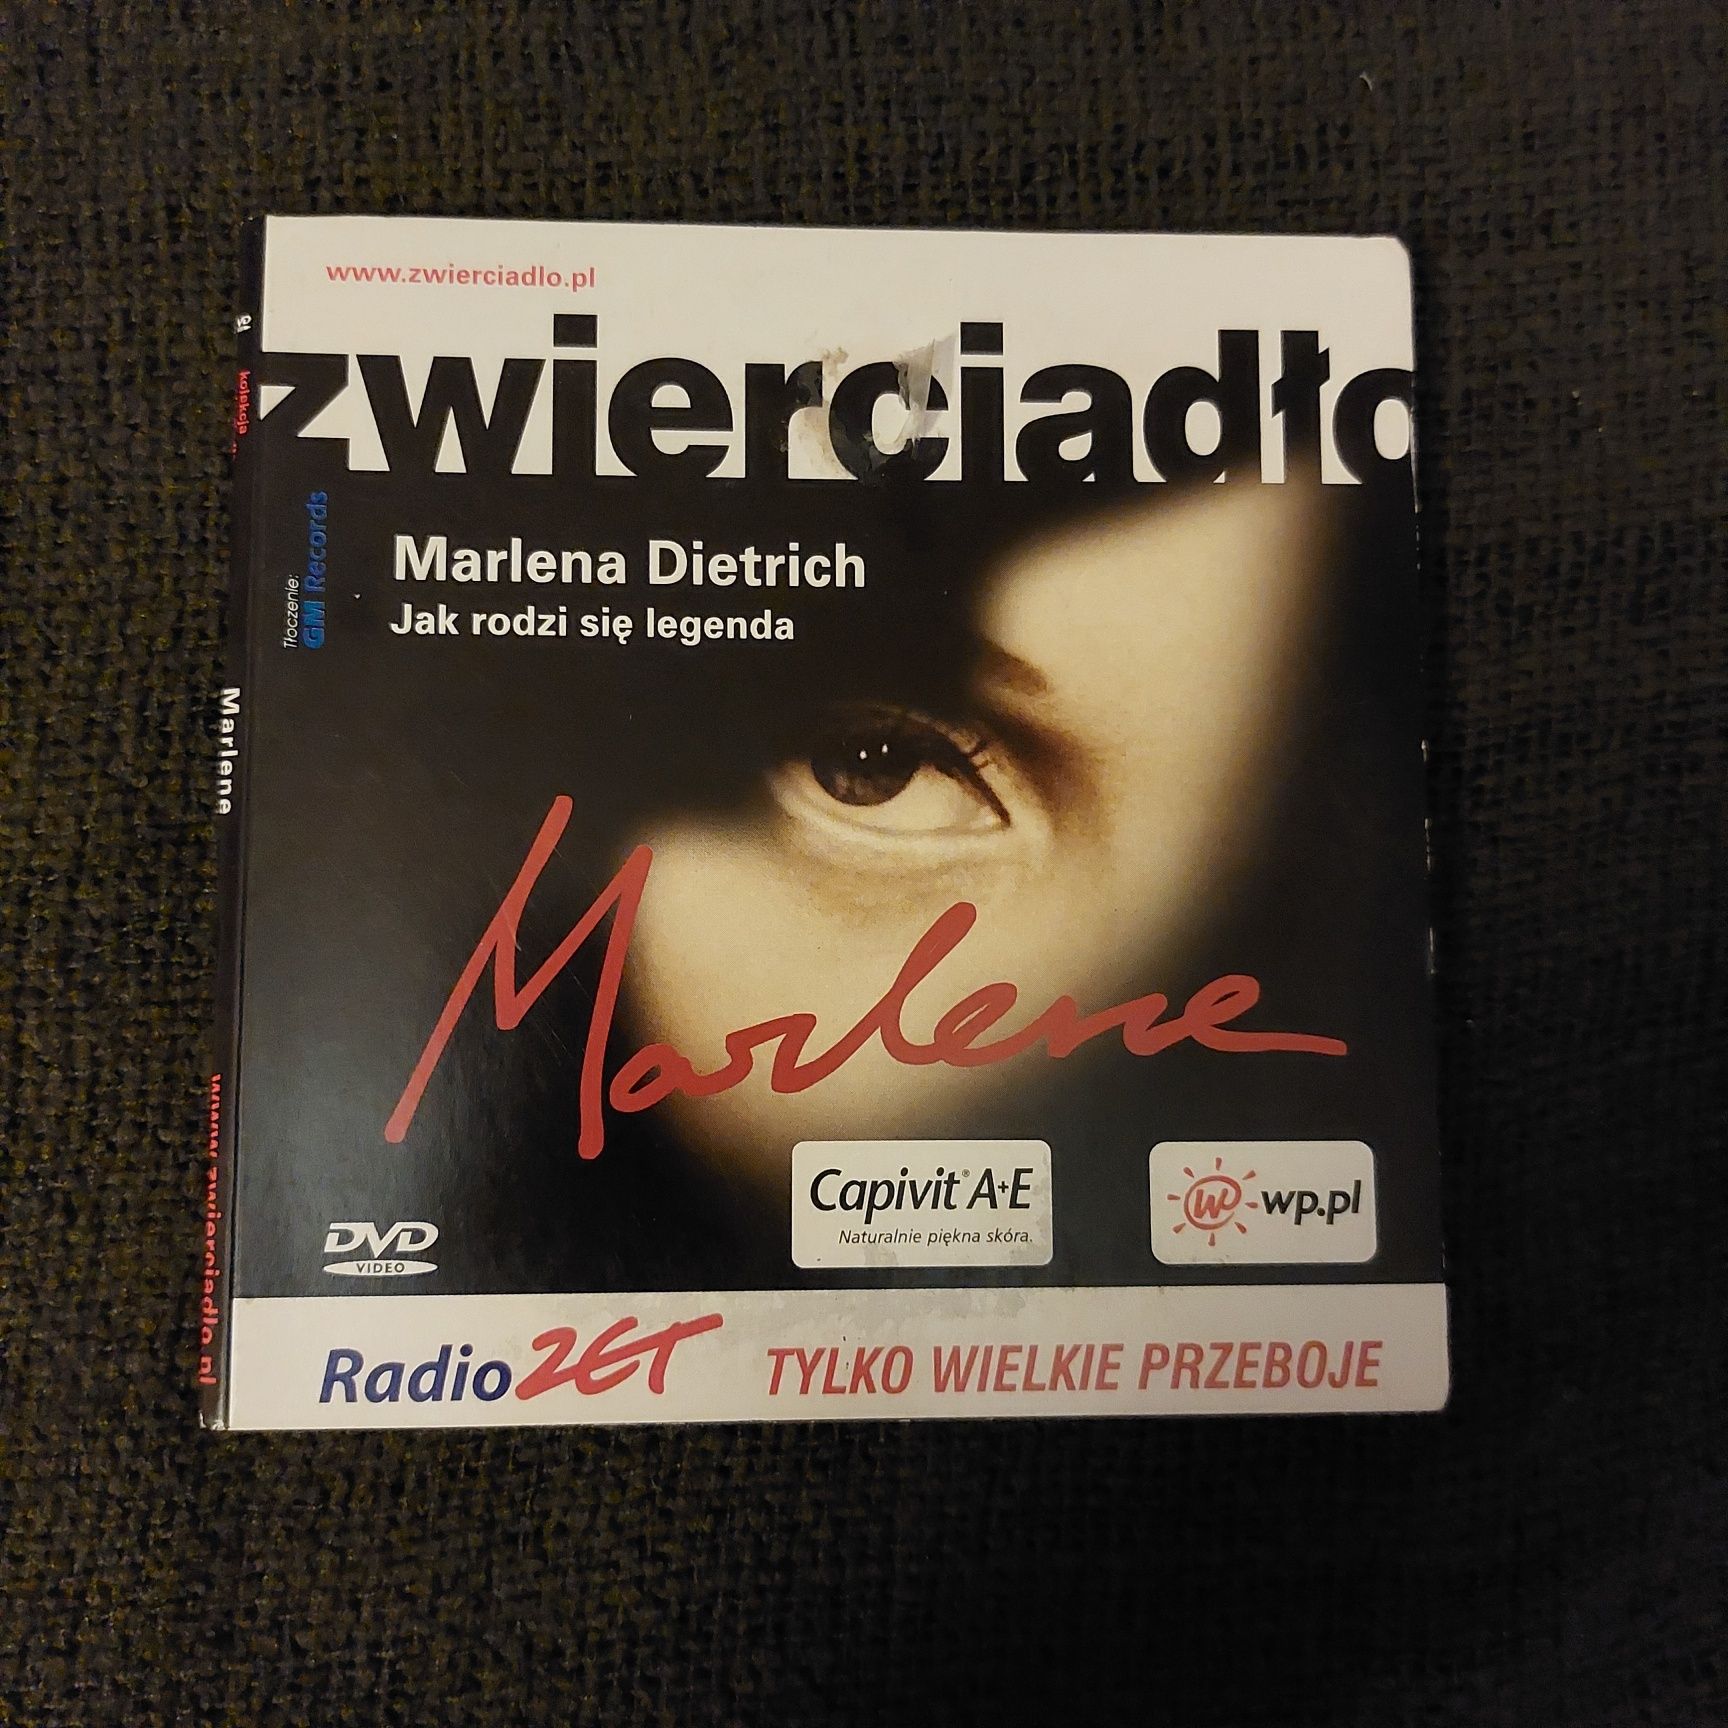 www.zwierciadlo.pl
zwierciadło
kolekcja
Tłoczenie:
GM Records
Marlena Dietrich
Jak rodzi się legenda
Marlene
Marlene
www.zwierciadlo.pl
Capivit® A+E
Naturalnie piękna skóra.
wp.pl
DVD
VIDEO
Radio ZET
TYLKO WIELKIE PRZEBOJE